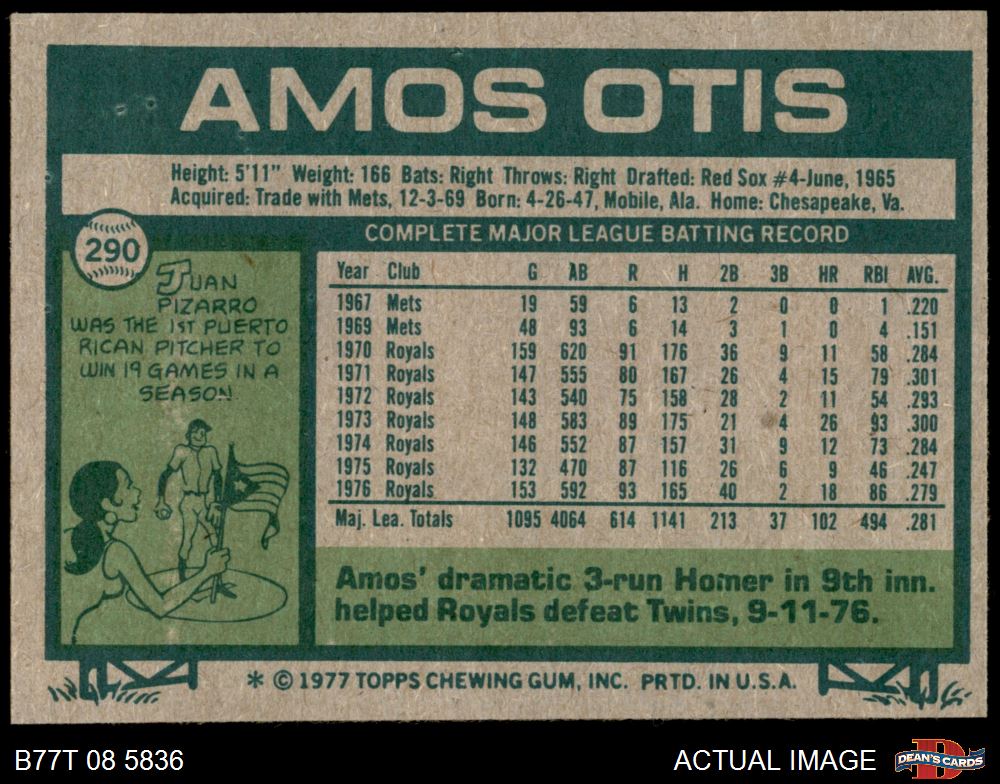 AMOS OTIS
Height: 5'11" Weight: 166 Bats: Right Throws: Right Drafted: Red Sox #4-June, 1965
Acquired: Trade with Mets, 12-3-69 Born: 4-26-47, Mobile, Ala. Home: Chesapeake, Va.
290
JUAN
PIZARRO
WAS THE 1ST PUERTO
RICAN PITCHER TO
WIN 19 GAMES IN A
SEASON!
COMPLETE MAJOR LEAGUE BATTING RECORD
Year Club G AB R H 2B 3B HR RBI AVG.
1967 Mets 19 59 6 13 2 0 0 1 .220
1969 Mets 48 93 6 14 3 1 0 4 .151
1970 Royals 159 620 91 176 36 9 11 58 .284
1971 Royals 147 555 80 167 26 4 15 79 .301
1972 Royals 143 540 75 158 28 2 11 54 .293
1973 Royals 148 583 89 175 21 4 26 93 .300
1974 Royals 146 552 87 157 31 9 12 73 .284
1975 Royals 132 470 87 116 26 6 9 46 .247
1976 Royals 153 592 93 165 40 2 18 86 .279
Maj. Lea. Totals 1095 4064 614 1141 213 37 102 494 .281
Amos' dramatic 3-run Homer in 9th inn.
helped Royals defeat Twins, 9-11-76.
* © 1977 TOPPS CHEWING GUM, INC. PRTD. IN U.S.A.
B77T 08 5836
ACTUAL IMAGE
DEAN'S CARDS